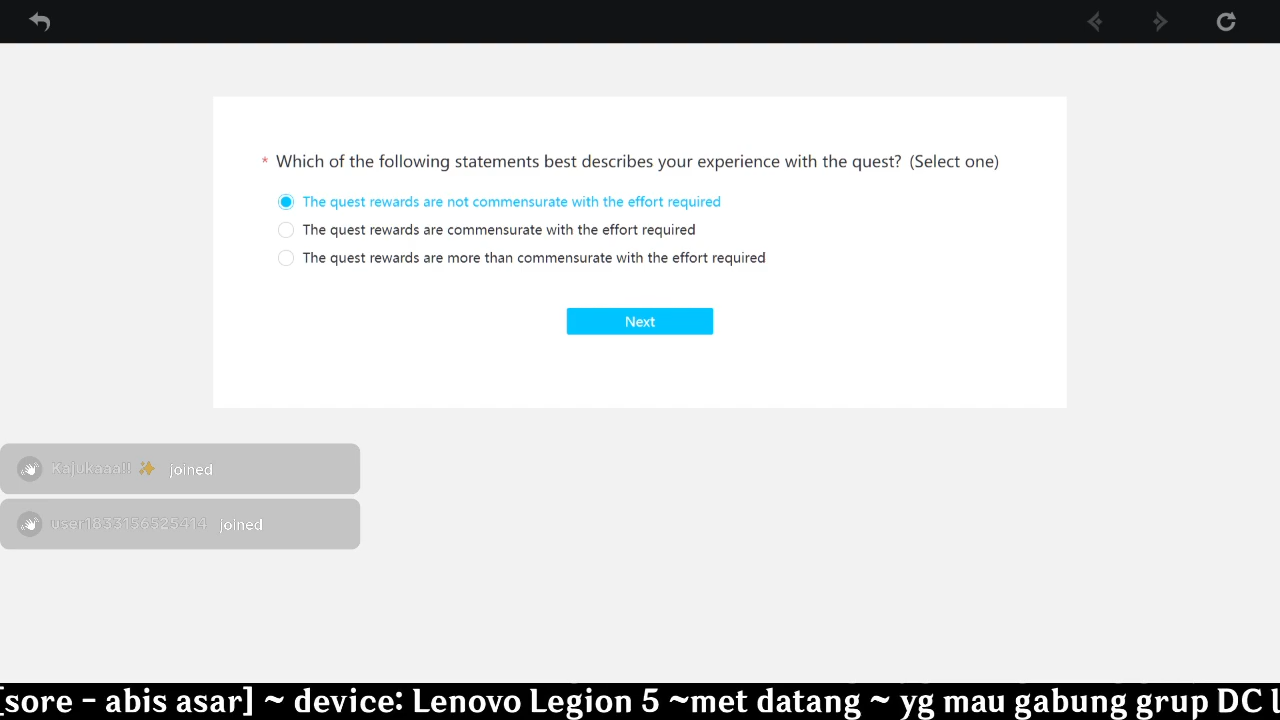 * Which of the following statements best describes your experience with the quest? (Select one)
The quest rewards are not commensurate with the effort required
The quest rewards are commensurate with the effort required
The quest rewards are more than commensurate with the effort required
Next
Kajukaaa!! ✨ joined
user1833156525414 joined
[sore - abis asar] ~ device: Lenovo Legion 5 ~met datang ~ yg mau gabung grup DC